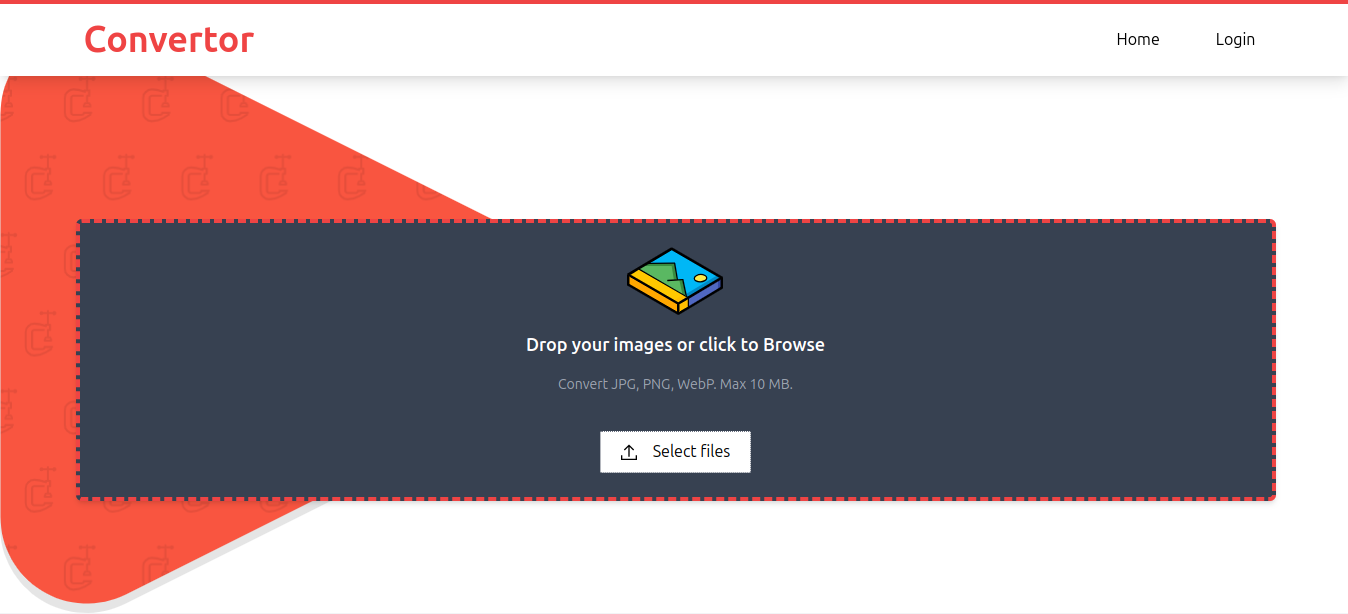 Convertor
Home
Login
Drop your images or click to Browse
Convert JPG, PNG, WebP. Max 10 MB.
Select files